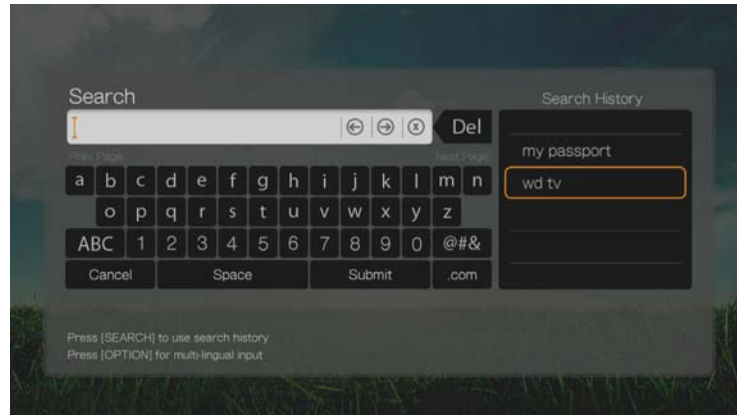 Search
Search History
Del
Prev Page
Next Page
a b c d e f g h i j k l m n
o p q r s t u v w x y z
ABC 1 2 3 4 5 6 7 8 9 0 @#&
Cancel Space Submit .com
my passport
wd tv
Press [SEARCH] to use search history
Press [OPTION] for multi-lingual input